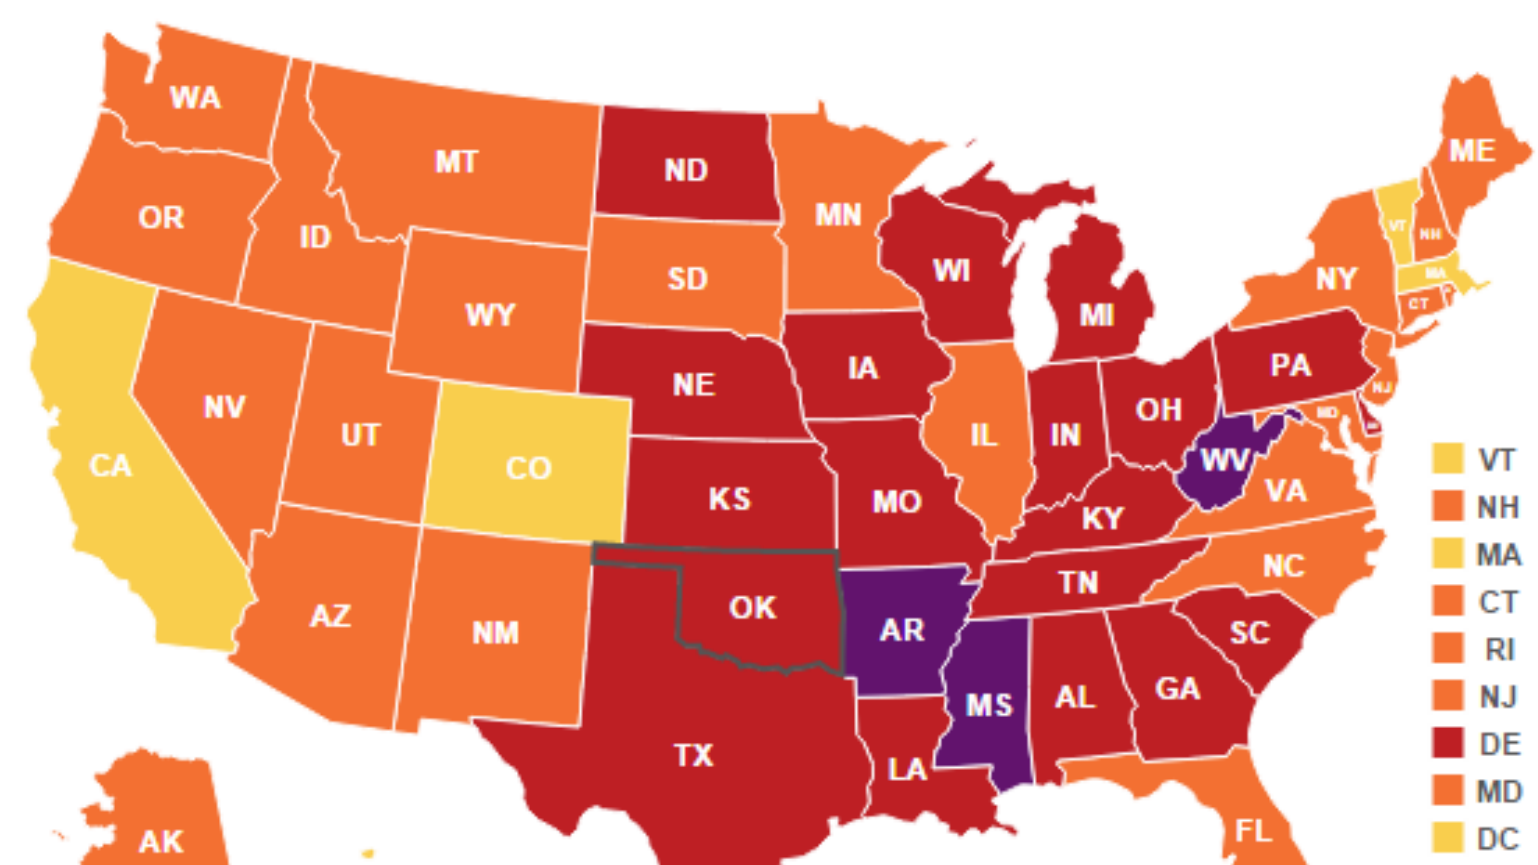 WA
MT
ND
ME
OR
ID
MN
VT
NH
SD
WI
NY
MA
WY
MI
CT
NE
IA
PA
NJ
NV
UT
OH
MD
CA
CO
IL
IN
WV
VA
KS
MO
KY
NC
AZ
NM
OK
AR
TN
SC
MS
AL
GA
TX
LA
AK
FL
VT
NH
MA
CT
RI
NJ
DE
MD
DC